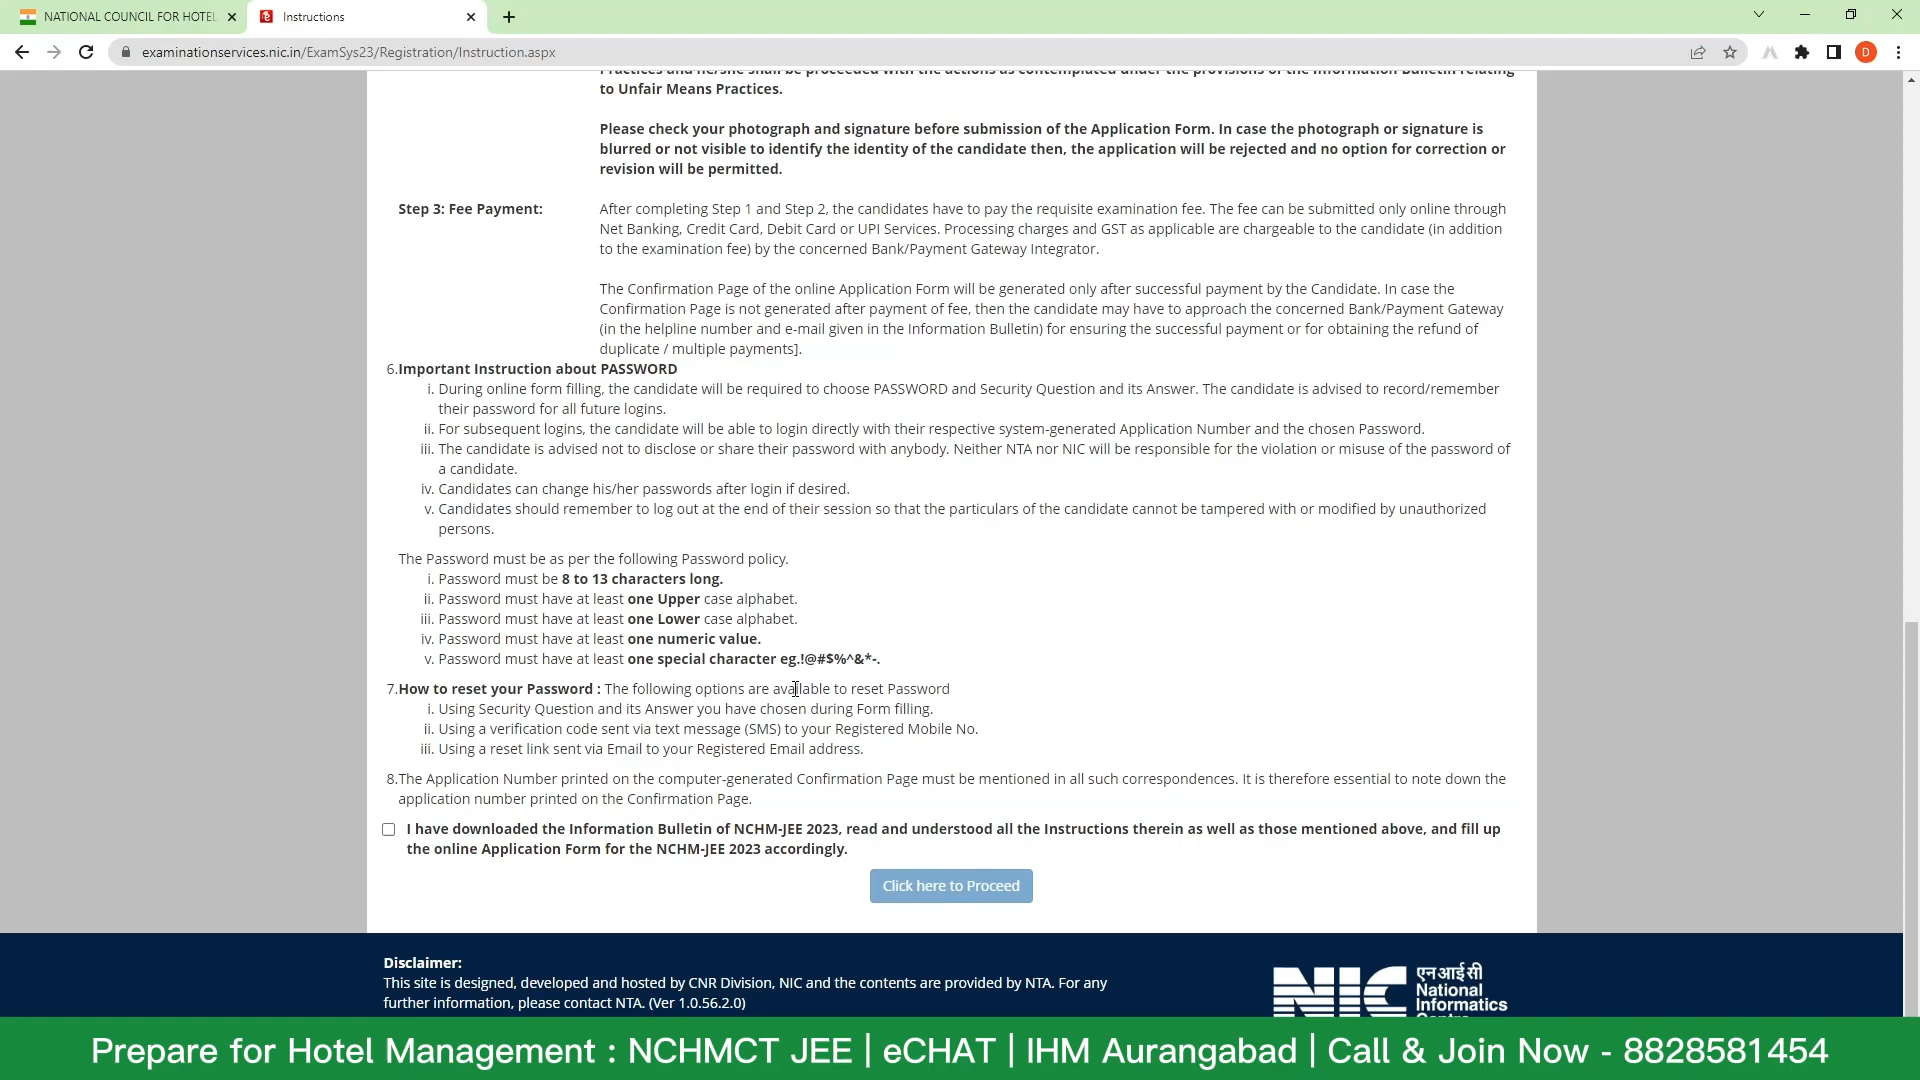 NATIONAL COUNCIL FOR HOTEL
Instructions
examinationservices.nic.in/ExamSys23/Registration/Instruction.aspx
D
Practices and he/she shall be proceeded with the actions as contemplated under the provisions of the Information Bulletin relating
to Unfair Means Practices.
Please check your photograph and signature before submission of the Application Form. In case the photograph or signature is
blurred or not visible to identify the identity of the candidate then, the application will be rejected and no option for correction or
revision will be permitted.
Step 3: Fee Payment:
After completing Step 1 and Step 2, the candidates have to pay the requisite examination fee. The fee can be submitted only online through
Net Banking, Credit Card, Debit Card or UPI Services. Processing charges and GST as applicable are chargeable to the candidate (in addition
to the examination fee) by the concerned Bank/Payment Gateway Integrator.
The Confirmation Page of the online Application Form will be generated only after successful payment by the Candidate. In case the
Confirmation Page is not generated after payment of fee, then the candidate may have to approach the concerned Bank/Payment Gateway
(in the helpline number and e-mail given in the Information Bulletin) for ensuring the successful payment or for obtaining the refund of
duplicate / multiple payments].
6.Important Instruction about PASSWORD
i. During online form filling, the candidate will be required to choose PASSWORD and Security Question and its Answer. The candidate is advised to record/remember
their password for all future logins.
ii. For subsequent logins, the candidate will be able to login directly with their respective system-generated Application Number and the chosen Password.
iii. The candidate is advised not to disclose or share their password with anybody. Neither NTA nor NIC will be responsible for the violation or misuse of the password of
a candidate.
iv. Candidates can change his/her passwords after login if desired.
v. Candidates should remember to log out at the end of their session so that the particulars of the candidate cannot be tampered with or modified by unauthorized
persons.
The Password must be as per the following Password policy.
i. Password must be 8 to 13 characters long.
ii. Password must have at least one Upper case alphabet.
iii. Password must have at least one Lower case alphabet.
iv. Password must have at least one numeric value.
v. Password must have at least one special character eg.!@#$%^&*-.
7.How to reset your Password : The following options are available to reset Password
i. Using Security Question and its Answer you have chosen during Form filling.
ii. Using a verification code sent via text message (SMS) to your Registered Mobile No.
iii. Using a reset link sent via Email to your Registered Email address.
8.The Application Number printed on the computer-generated Confirmation Page must be mentioned in all such correspondences. It is therefore essential to note down the
application number printed on the Confirmation Page.
I have downloaded the Information Bulletin of NCHM-JEE 2023, read and understood all the Instructions therein as well as those mentioned above, and fill up
the online Application Form for the NCHM-JEE 2023 accordingly.
Click here to Proceed
Disclaimer:
This site is designed, developed and hosted by CNR Division, NIC and the contents are provided by NTA. For any
further information, please contact NTA. (Ver 1.0.56.2.0)
NIC
एन आई सी
National
Informatics
Centre
Prepare for Hotel Management : NCHMCT JEE | eCHAT | IHM Aurangabad | Call & Join Now - 8828581454